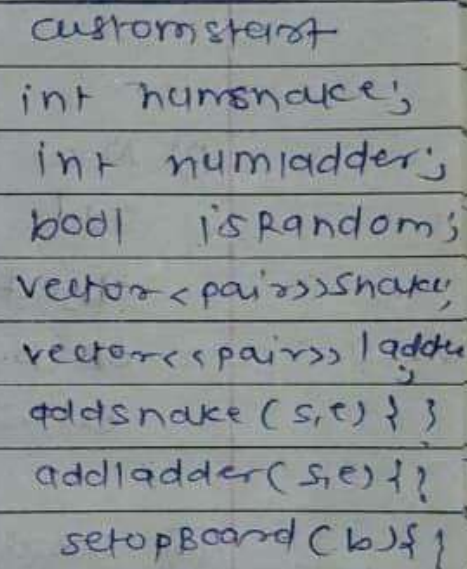 customstart
int numsnake;
int numladder;
bool isRandom;
vector<pair>>snake;
vector<<pair>> ladder;
addsnake (s,e) { }
addladder(s,e) { }
setupBoard (b) { }